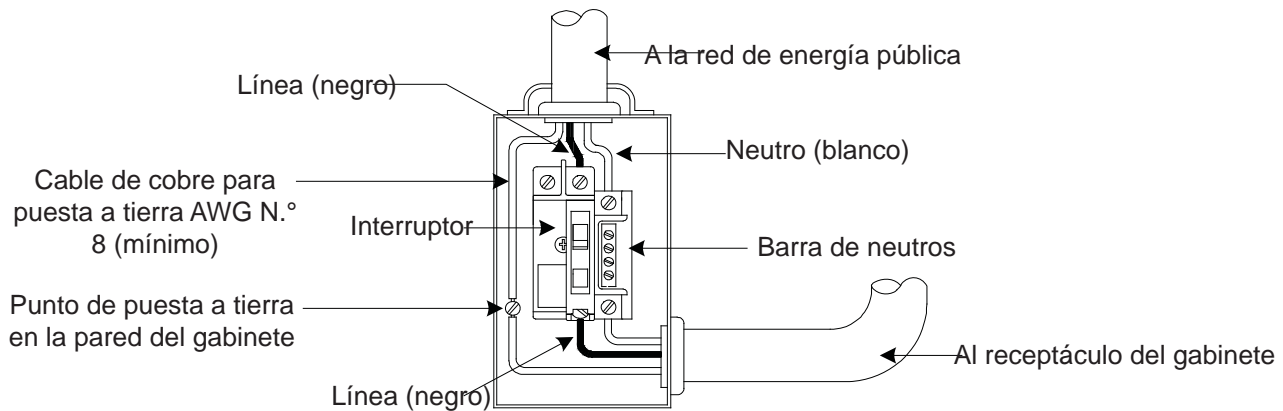 A la red de energía pública
Línea (negro)
Neutro (blanco)
Cable de cobre para
puesta a tierra AWG N.°
8 (mínimo)
Interruptor
Barra de neutros
Punto de puesta a tierra
en la pared del gabinete
Al receptáculo del gabinete
Línea (negro)